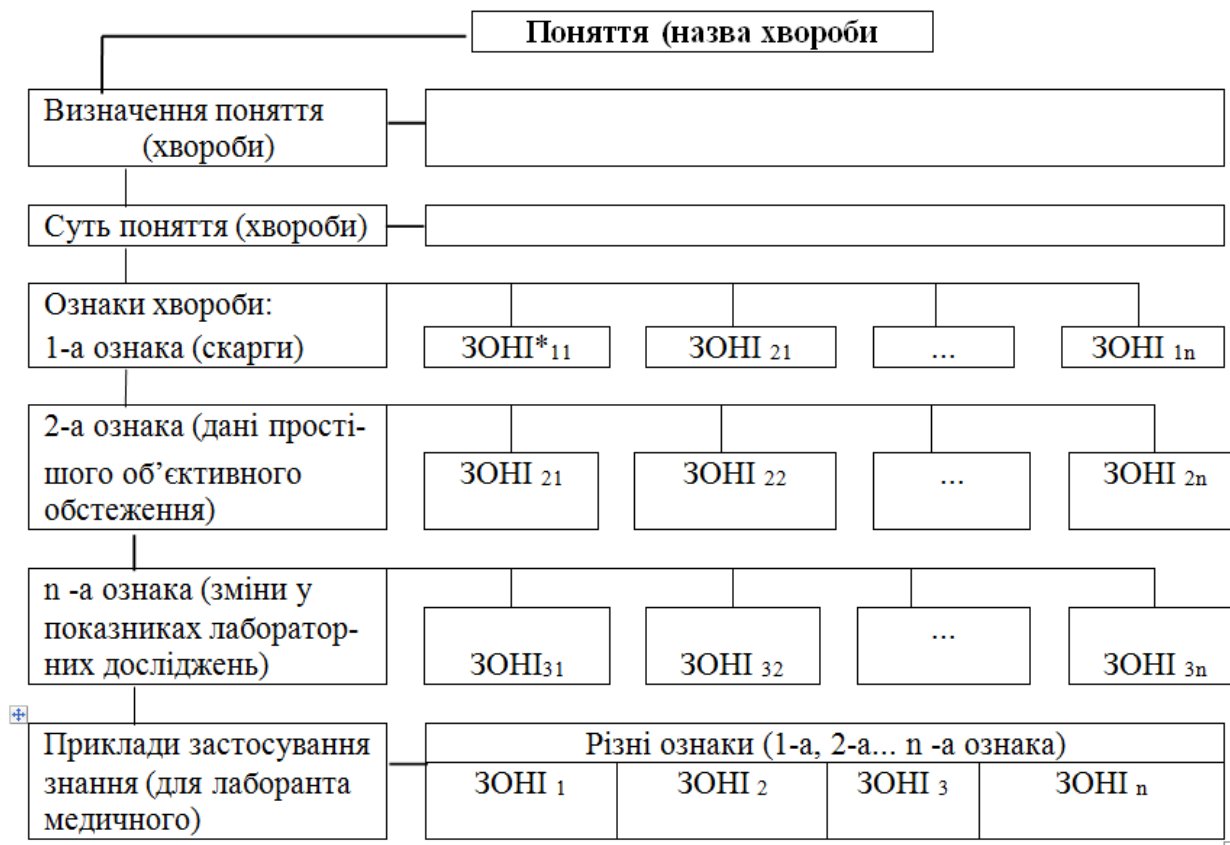 Поняття (назва хвороби
Визначення поняття
(хвороби)
Суть поняття (хвороби)
Ознаки хвороби:
1-а ознака (скарги)
ЗОНІ*11 ЗОНІ 21 ... ЗОНІ 1n
2-а ознака (дані прості-
шого об’єктивного
обстеження)
ЗОНІ 21 ЗОНІ 22 ... ЗОНІ 2n
n -а ознака (зміни у
показниках лаборатор-
них досліджень)
ЗОНІ31 ЗОНІ 32 ... ЗОНІ 3n
Приклади застосування
знання (для лаборанта
медичного)
Різні ознаки (1-а, 2-а... n -а ознака)
ЗОНІ 1 ЗОНІ 2 ЗОНІ 3 ЗОНІ n